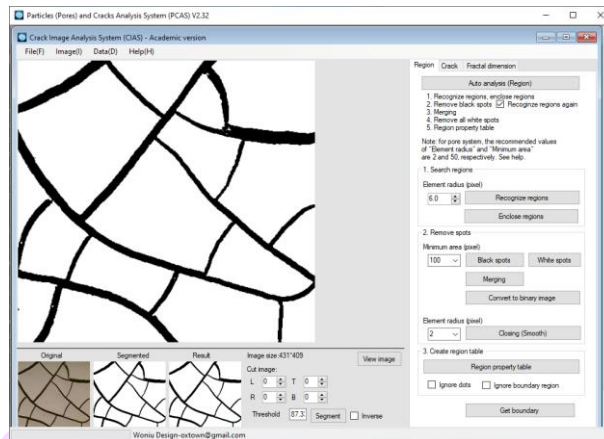 Particles (Pores) and Cracks Analysis System (PCAS) V2.32
Crack Image Analysis System (CIAS) - Academic version
File(F) Image(I) Data(D) Help(H)
Region Crack Fractal dimension
Auto analysis (Region)
1. Recognize regions, enclose regions
2. Remove black spots Recognize regions again
3. Merging
4. Remove all white spots
5. Region property table
Note: for pore system, the recommended values
of "Element radius" and "Minimum area"
are 2 and 50, respectively. See help.
1. Search regions
Element radius (pixel)
6.0 Recognize regions
Enclose regions
2. Remove spots
Minimum area (pixel)
100 Black spots White spots
Merging
Convert to binary image
Element radius (pixel)
2 Closing (Smooth)
3. Create region table
Region property table
Ignore dots Ignore boundary region
Get boundary
Original Segmented Result Image size:431*409 View image
Cut image:
L 0 T 0
R 0 B 0
Threshold 87.3 Segment Inverse
Woniu Design-oxtown@gmail.com